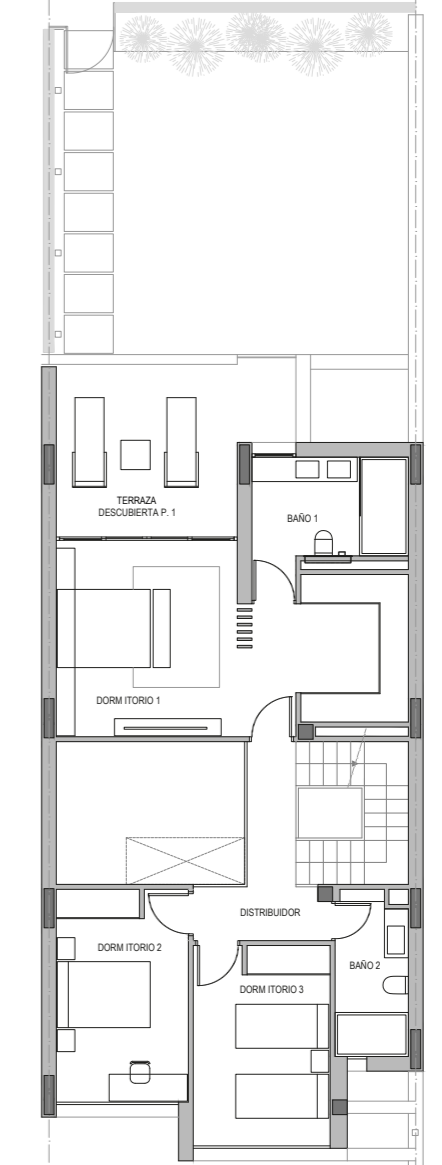 TERRAZA
DESCUBIERTA P. 1
BAÑO 1
DORM ITORIO 1
DISTRIBUIDOR
DORM ITORIO 2
BAÑO 2
DORM ITORIO 3